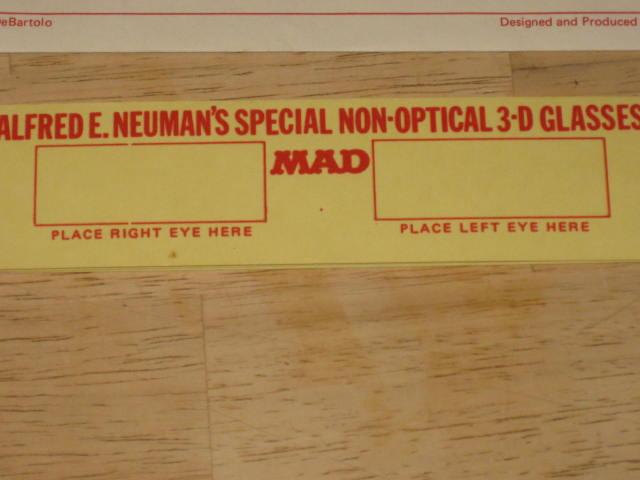 DeBartolo
Designed and Produced
ALFRED E. NEUMAN'S SPECIAL NON-OPTICAL 3-D GLASSES
MAD
PLACE RIGHT EYE HERE
PLACE LEFT EYE HERE